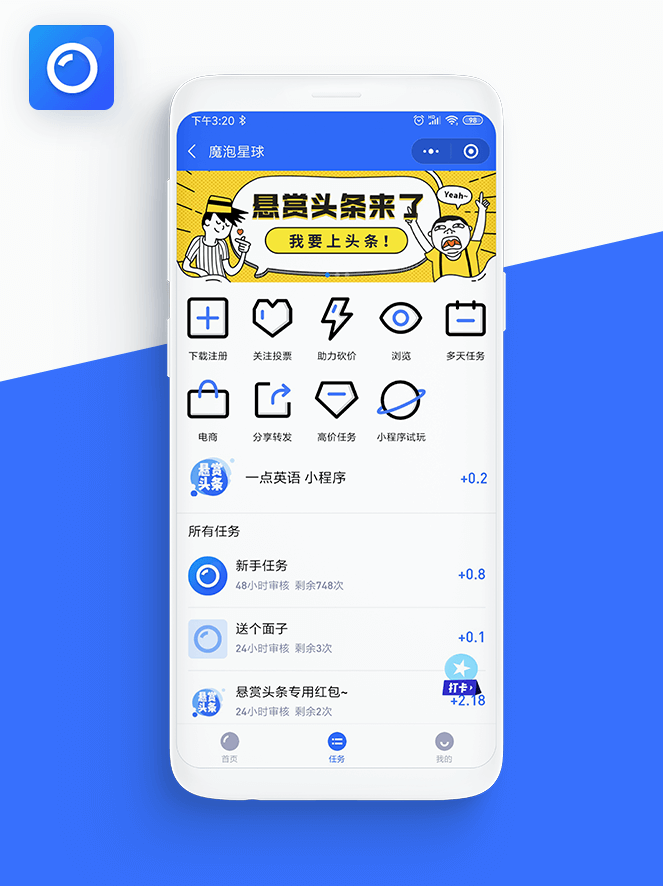 下午3:20
98
魔泡星球
悬赏头条来了
Yeah~
我要上头条!
下载注册 关注投票 助力砍价 浏览 多天任务
电商 分享转发 高价任务 小程序试玩
悬赏头条
一点英语 小程序 +0.2
所有任务
新手任务 +0.8
48小时审核 剩余748次
送个面子 +0.1
24小时审核 剩余3次
打卡›
悬赏头条
悬赏头条专用红包~ +2.18
24小时审核 剩余2次
首页 任务 我的